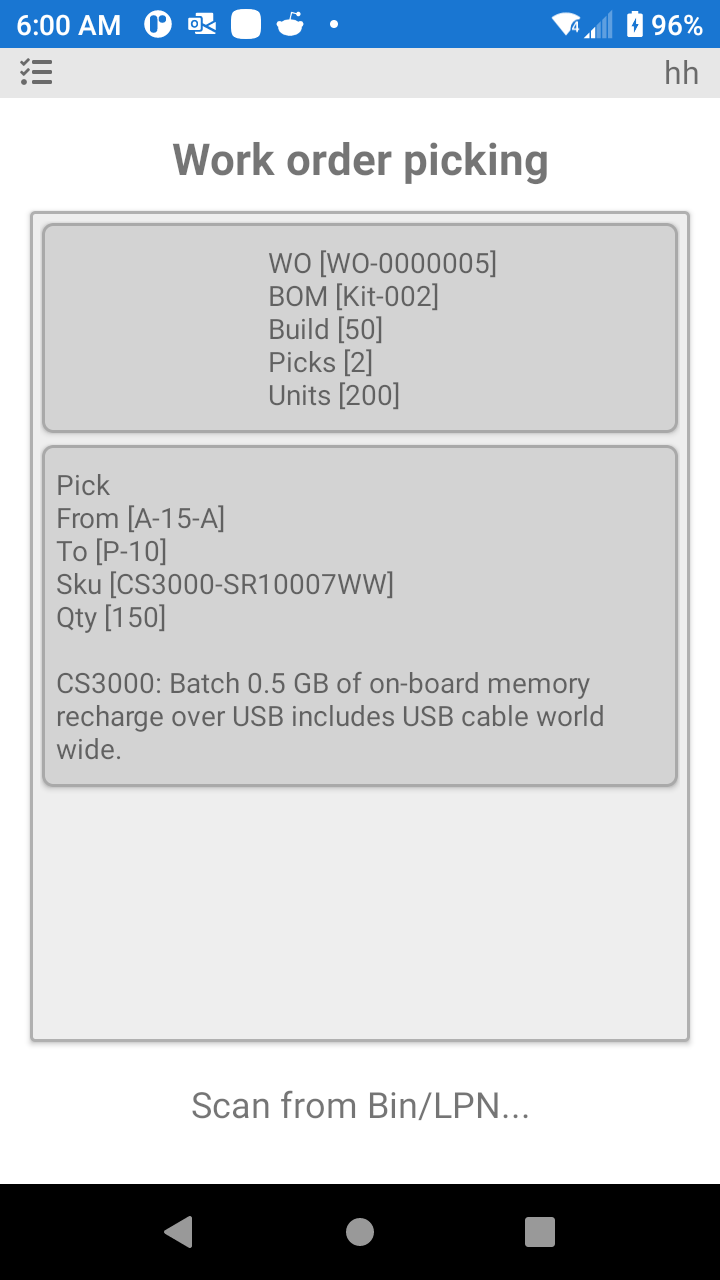 6:00 AM
96%
hh
Work order picking
WO [WO-0000005]
BOM [Kit-002]
Build [50]
Picks [2]
Units [200]
Pick
From [A-15-A]
To [P-10]
Sku [CS3000-SR10007WW]
Qty [150]
CS3000: Batch 0.5 GB of on-board memory
recharge over USB includes USB cable world
wide.
Scan from Bin/LPN...